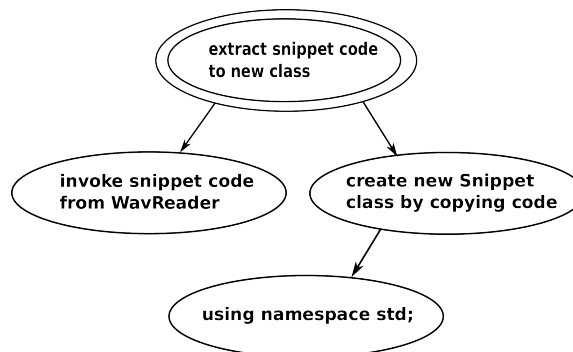 extract snippet code
to new class
invoke snippet code
from WavReader
create new Snippet
class by copying code
using namespace std;